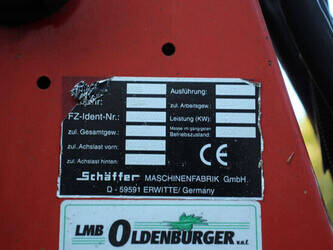 Ausführung:
zul. Arbeitsgew.:
FZ-Ident-Nr.: Leistung (KW):
zul. Gesamtgew.: Masse im gängigsten Betriebszustand:
zul. Achslast vorn:
zul. Achslast hinten: CE
Schäffer MASCHINENFABRIK GmbH.
D - 59591 ERWITTE/ Germany
LMB OLDENBURGER v.o.f.